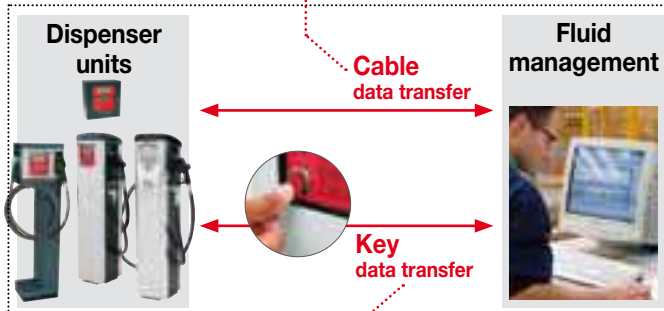 Dispenser
units
Cable
data transfer
Fluid
management
Key
data transfer